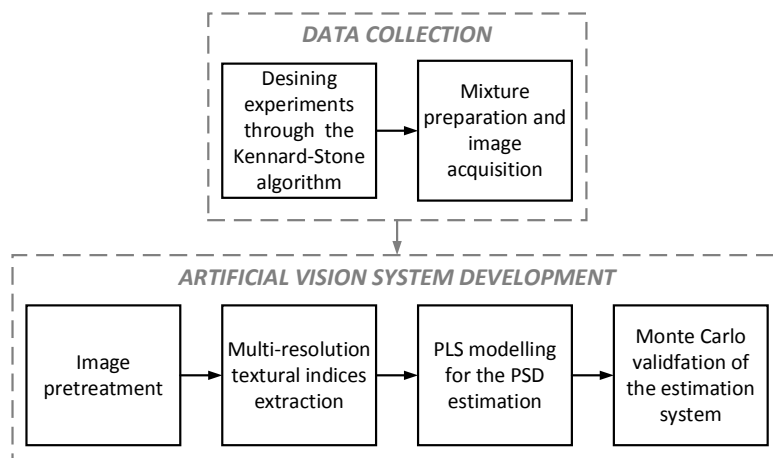 DATA COLLECTION
Desining
experiments
through the
Kennard-Stone
algorithm
Mixture
preparation and
image
acquisition
ARTIFICIAL VISION SYSTEM DEVELOPMENT
Image
pretreatment
Multi-resolution
textural indices
extraction
PLS modelling
for the PSD
estimation
Monte Carlo
validfation of
the estimation
system